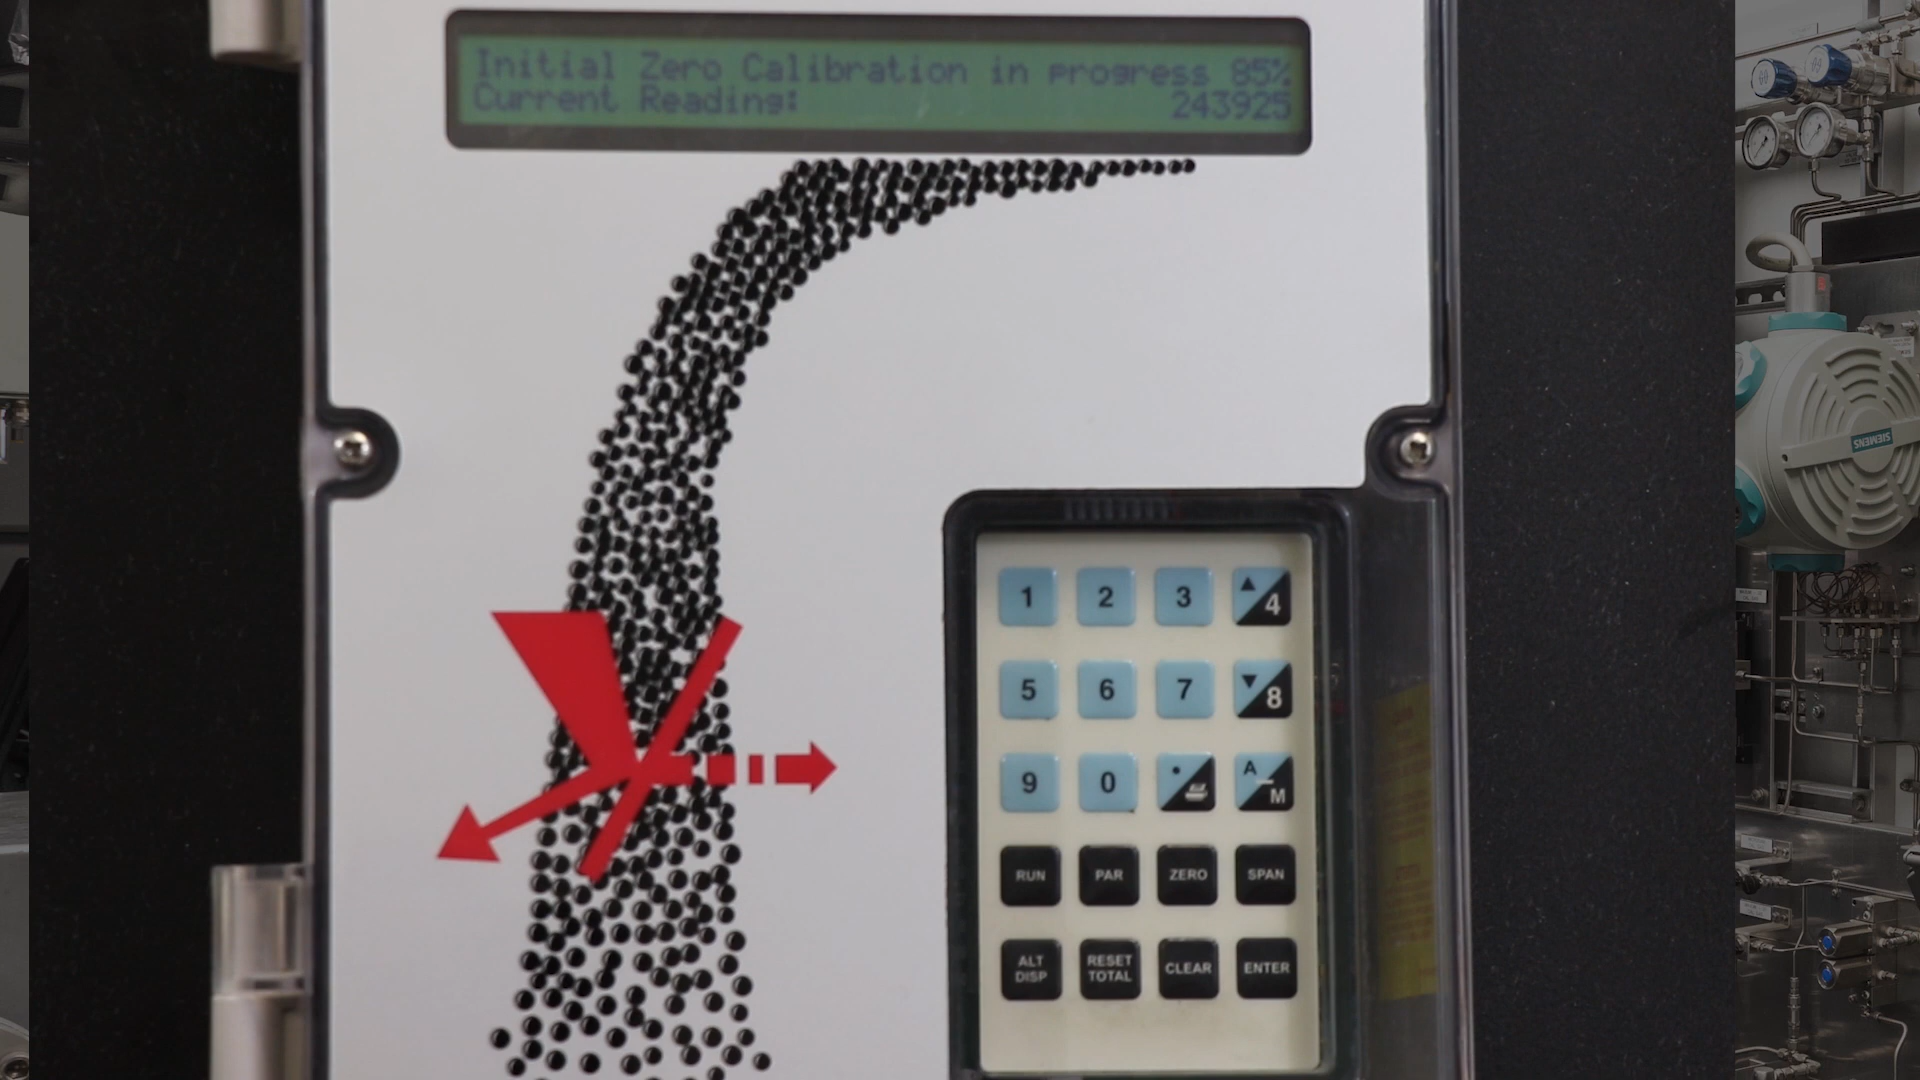 Initial Zero Calibration in progress 85%
Current Reading: 243925
1 2 3 4
5 6 7 8
9 0 . A M
RUN PAR ZERO SPAN
ALT DISP RESET TOTAL CLEAR ENTER
SIEMENS